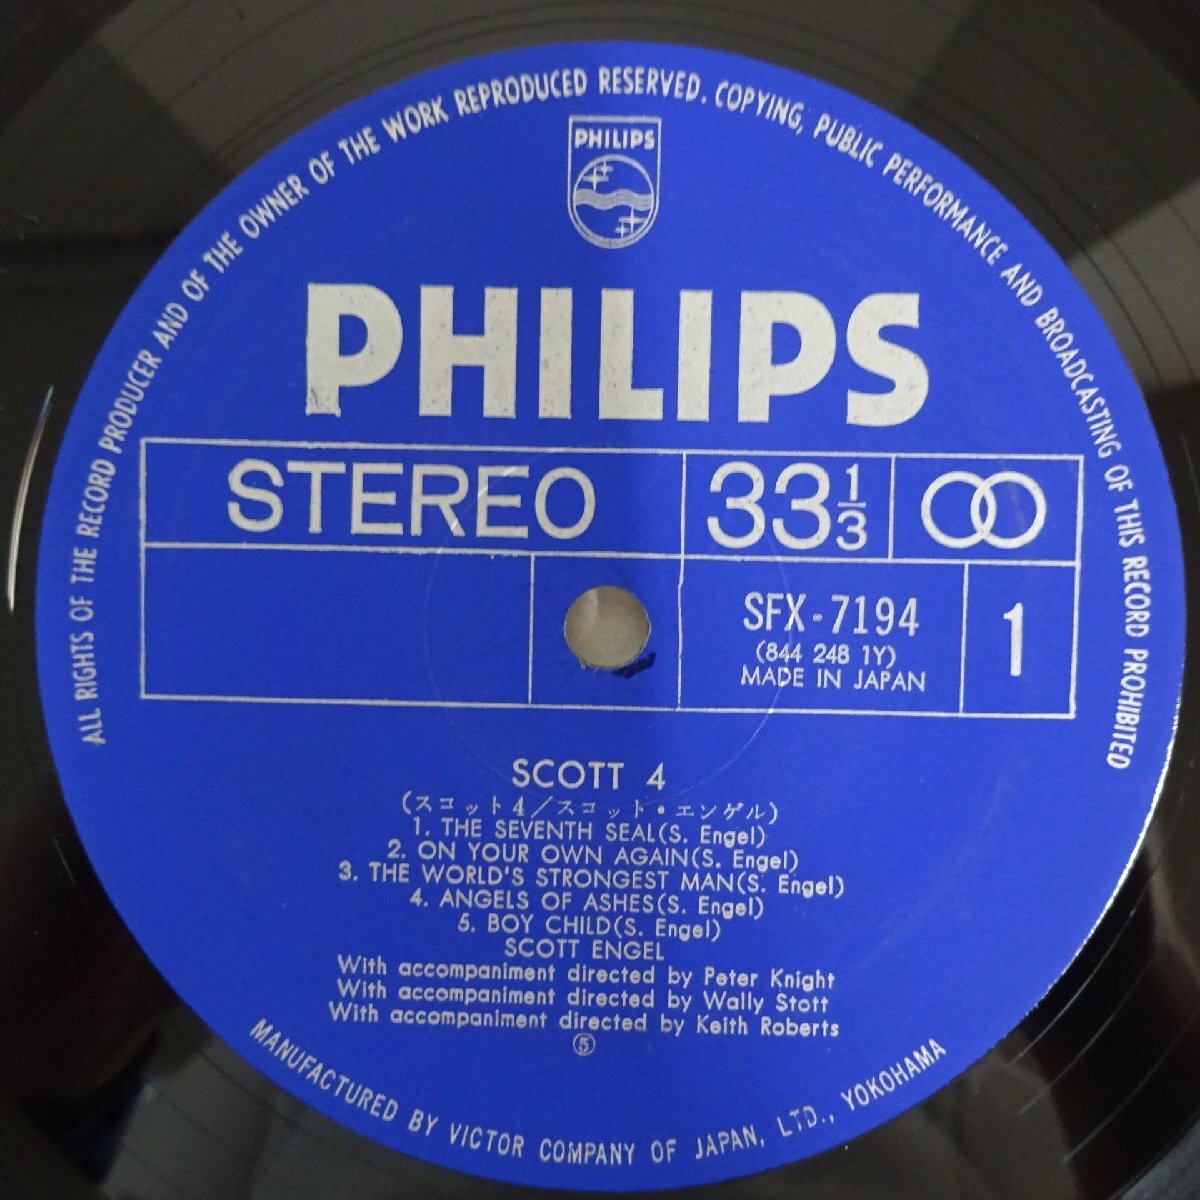 ALL RIGHTS OF THE RECORD PRODUCER AND OF THE OWNER OF THE WORK REPRODUCED RESERVED. COPYING, PUBLIC PERFORMANCE AND BROADCASTING OF THIS RECORD PROHIBITED
PHILIPS
PHILIPS
STEREO
33 1/3
SFX-7194
(844 248 1Y)
MADE IN JAPAN
1
SCOTT 4
(スコット4/スコット・エンゲル)
1. THE SEVENTH SEAL(S. Engel)
2. ON YOUR OWN AGAIN(S. Engel)
3. THE WORLD'S STRONGEST MAN(S. Engel)
4. ANGELS OF ASHES(S. Engel)
5. BOY CHILD(S. Engel)
SCOTT ENGEL
With accompaniment directed by Peter Knight
With accompaniment directed by Wally Stott
With accompaniment directed by Keith Roberts
⑤
MANUFACTURED BY VICTOR COMPANY OF JAPAN, LTD., YOKOHAMA